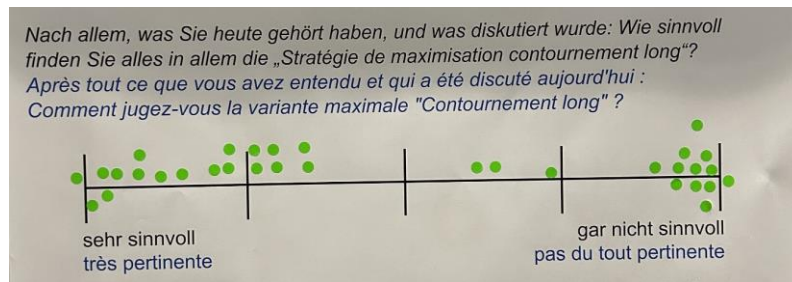 Nach allem, was Sie heute gehört haben, und was diskutiert wurde: Wie sinnvoll
finden Sie alles in allem die „Stratégie de maximisation contournement long“?
Après tout ce que vous avez entendu et qui a été discuté aujourd'hui :
Comment jugez-vous la variante maximale "Contournement long" ?
sehr sinnvoll
très pertinente
gar nicht sinnvoll
pas du tout pertinente